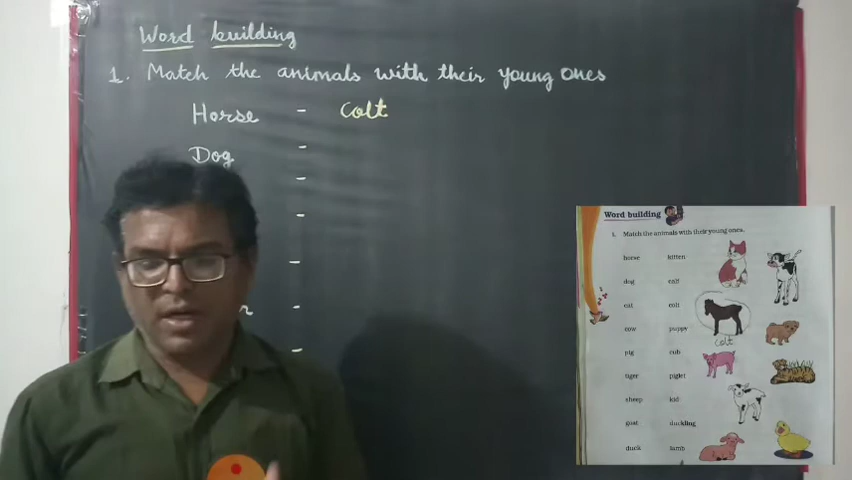 Word building
1. Match the animals with their young ones
Horse - Colt
Dog -
-
-
-
r -
-
Word building
1. Match the animals with their young ones.
horse kitten
dog calf
cat colt
cow puppy
colt
pig cub
tiger piglet
sheep kid
goat duckling
duck lamb